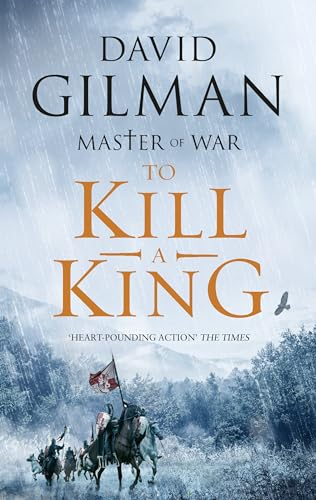 DAVID
GILMAN
MASTER OF WAR
TO
KILL
A
KING
‘HEART-POUNDING ACTION’ THE TIMES